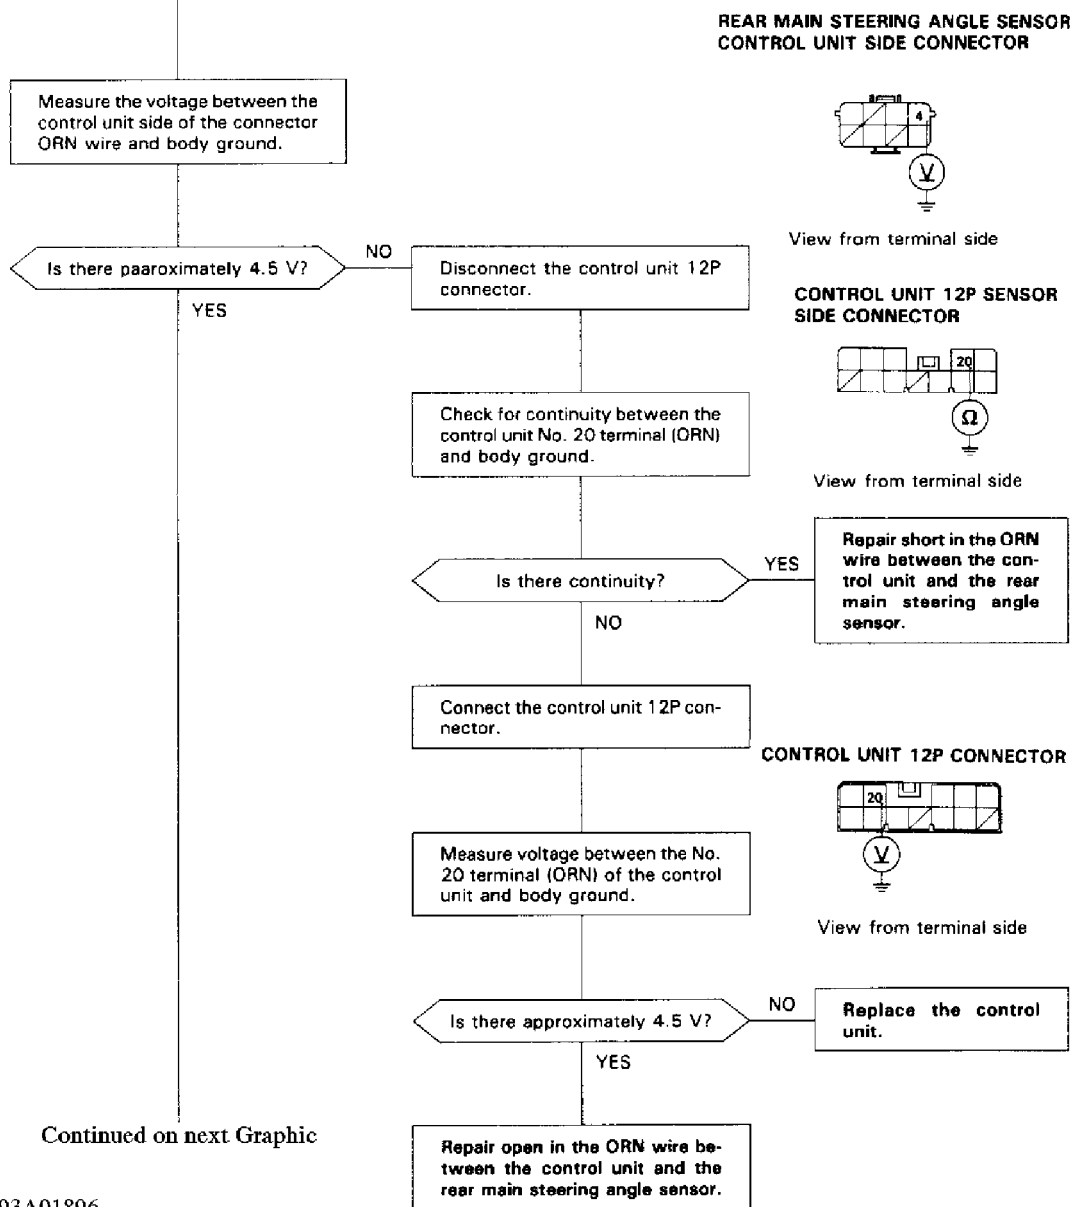 REAR MAIN STEERING ANGLE SENSOR
CONTROL UNIT SIDE CONNECTOR
Measure the voltage between the
control unit side of the connector
ORN wire and body ground.
4
V
View from terminal side
Is there paaroximately 4.5 V?
NO
YES
Disconnect the control unit 12P
connector.
CONTROL UNIT 12P SENSOR
SIDE CONNECTOR
20
Ω
View from terminal side
Check for continuity between the
control unit No. 20 terminal (ORN)
and body ground.
Is there continuity?
YES
NO
Repair short in the ORN
wire between the con-
trol unit and the rear
main steering angle
sensor.
Connect the control unit 12P con-
nector.
CONTROL UNIT 12P CONNECTOR
20
V
View from terminal side
Measure voltage between the No.
20 terminal (ORN) of the control
unit and body ground.
Is there approximately 4.5 V?
NO
YES
Replace the control
unit.
Continued on next Graphic
Repair open in the ORN wire be-
tween the control unit and the
rear main steering angle sensor.
93A01896